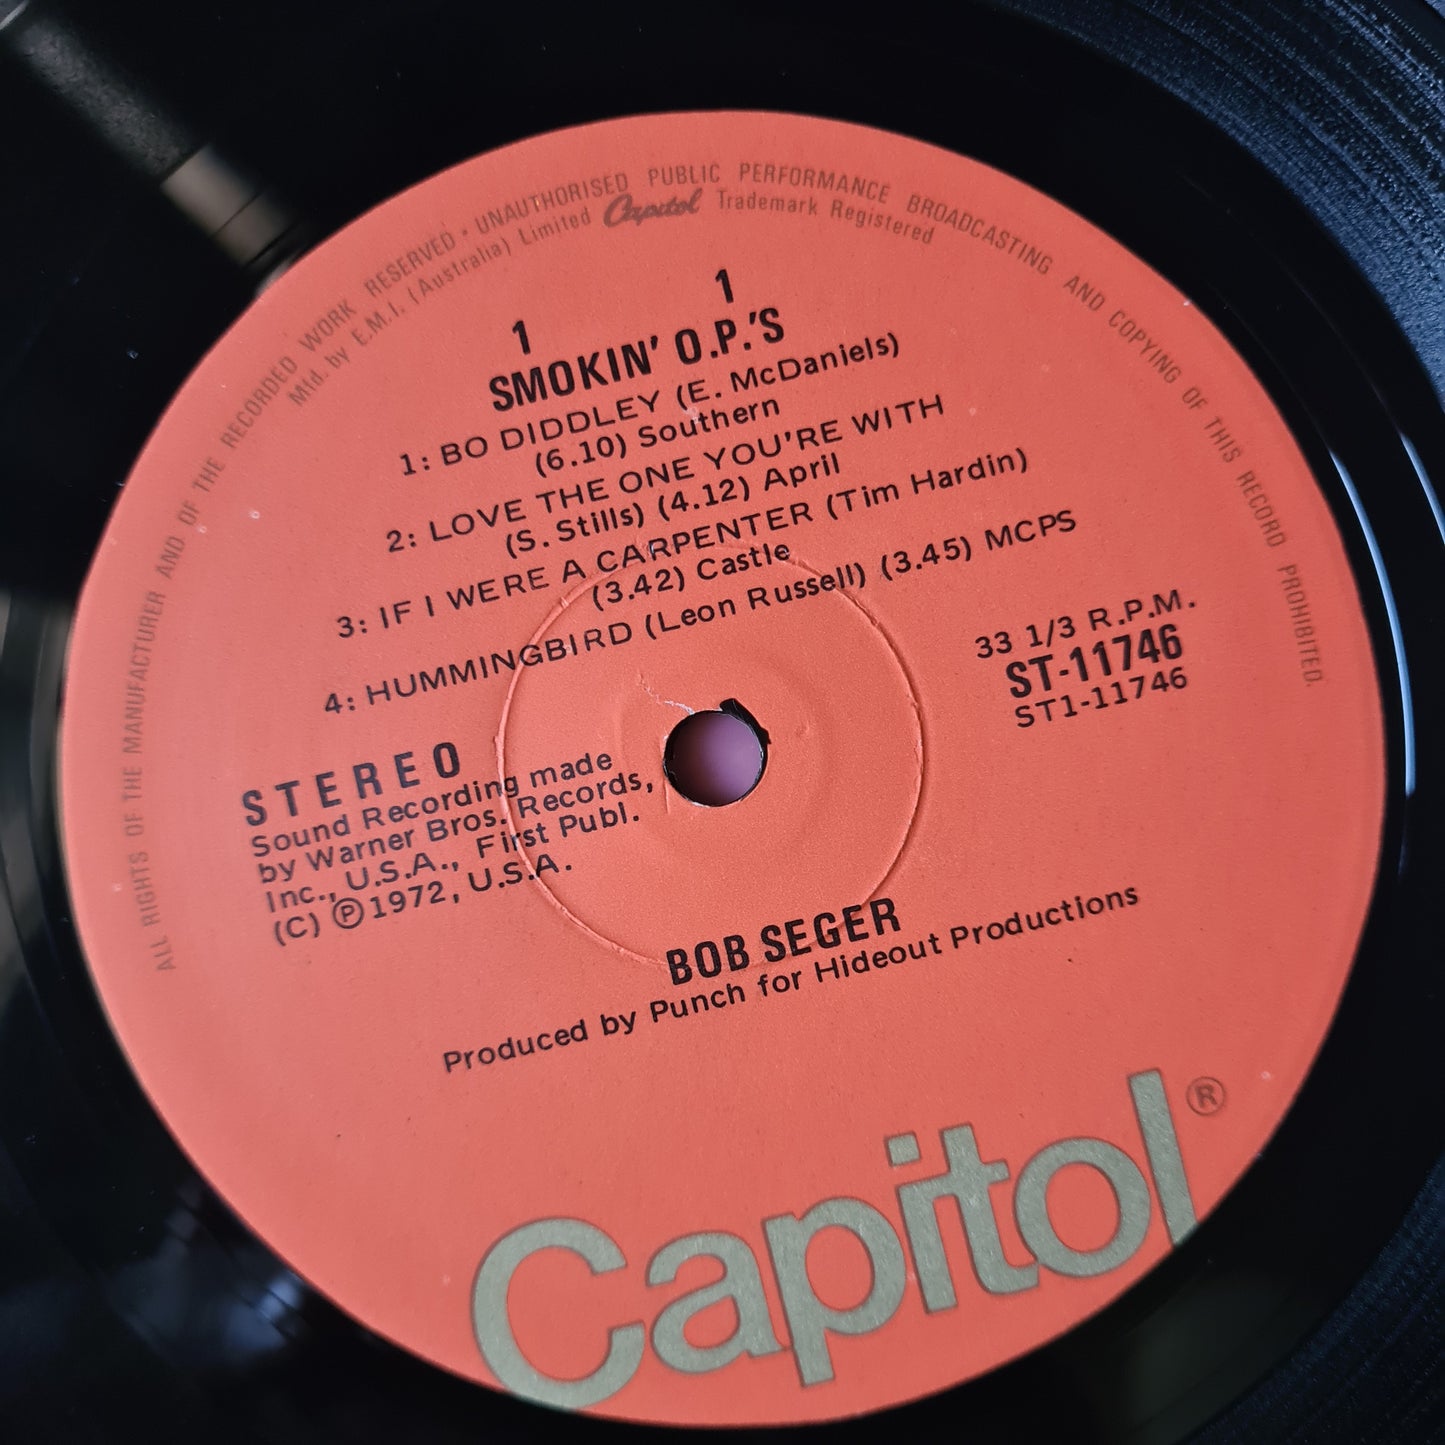 ALL RIGHTS OF THE MANUFACTURER AND OF THE RECORDED WORK RESERVED · UNAUTHORISED PUBLIC PERFORMANCE BROADCASTING AND COPYING OF THIS RECORD PROHIBITED.
Mfd. by E.M.I. (Australia) Limited Capitol Trademark Registered
1 1
SMOKIN' O.P.'S
1: BO DIDDLEY (E. McDaniels)
(6.10) Southern
2: LOVE THE ONE YOU'RE WITH
(S. Stills) (4.12) April
3: IF I WERE A CARPENTER (Tim Hardin)
(3.42) Castle
4: HUMMINGBIRD (Leon Russell) (3.45) MCPS
33 1/3 R.P.M.
ST-11746
ST1-11746
STEREO
Sound Recording made
by Warner Bros. Records,
Inc., U.S.A., First Publ.
(C) ℗ 1972, U.S.A.
BOB SEGER
Produced by Punch for Hideout Productions
Capitol ®